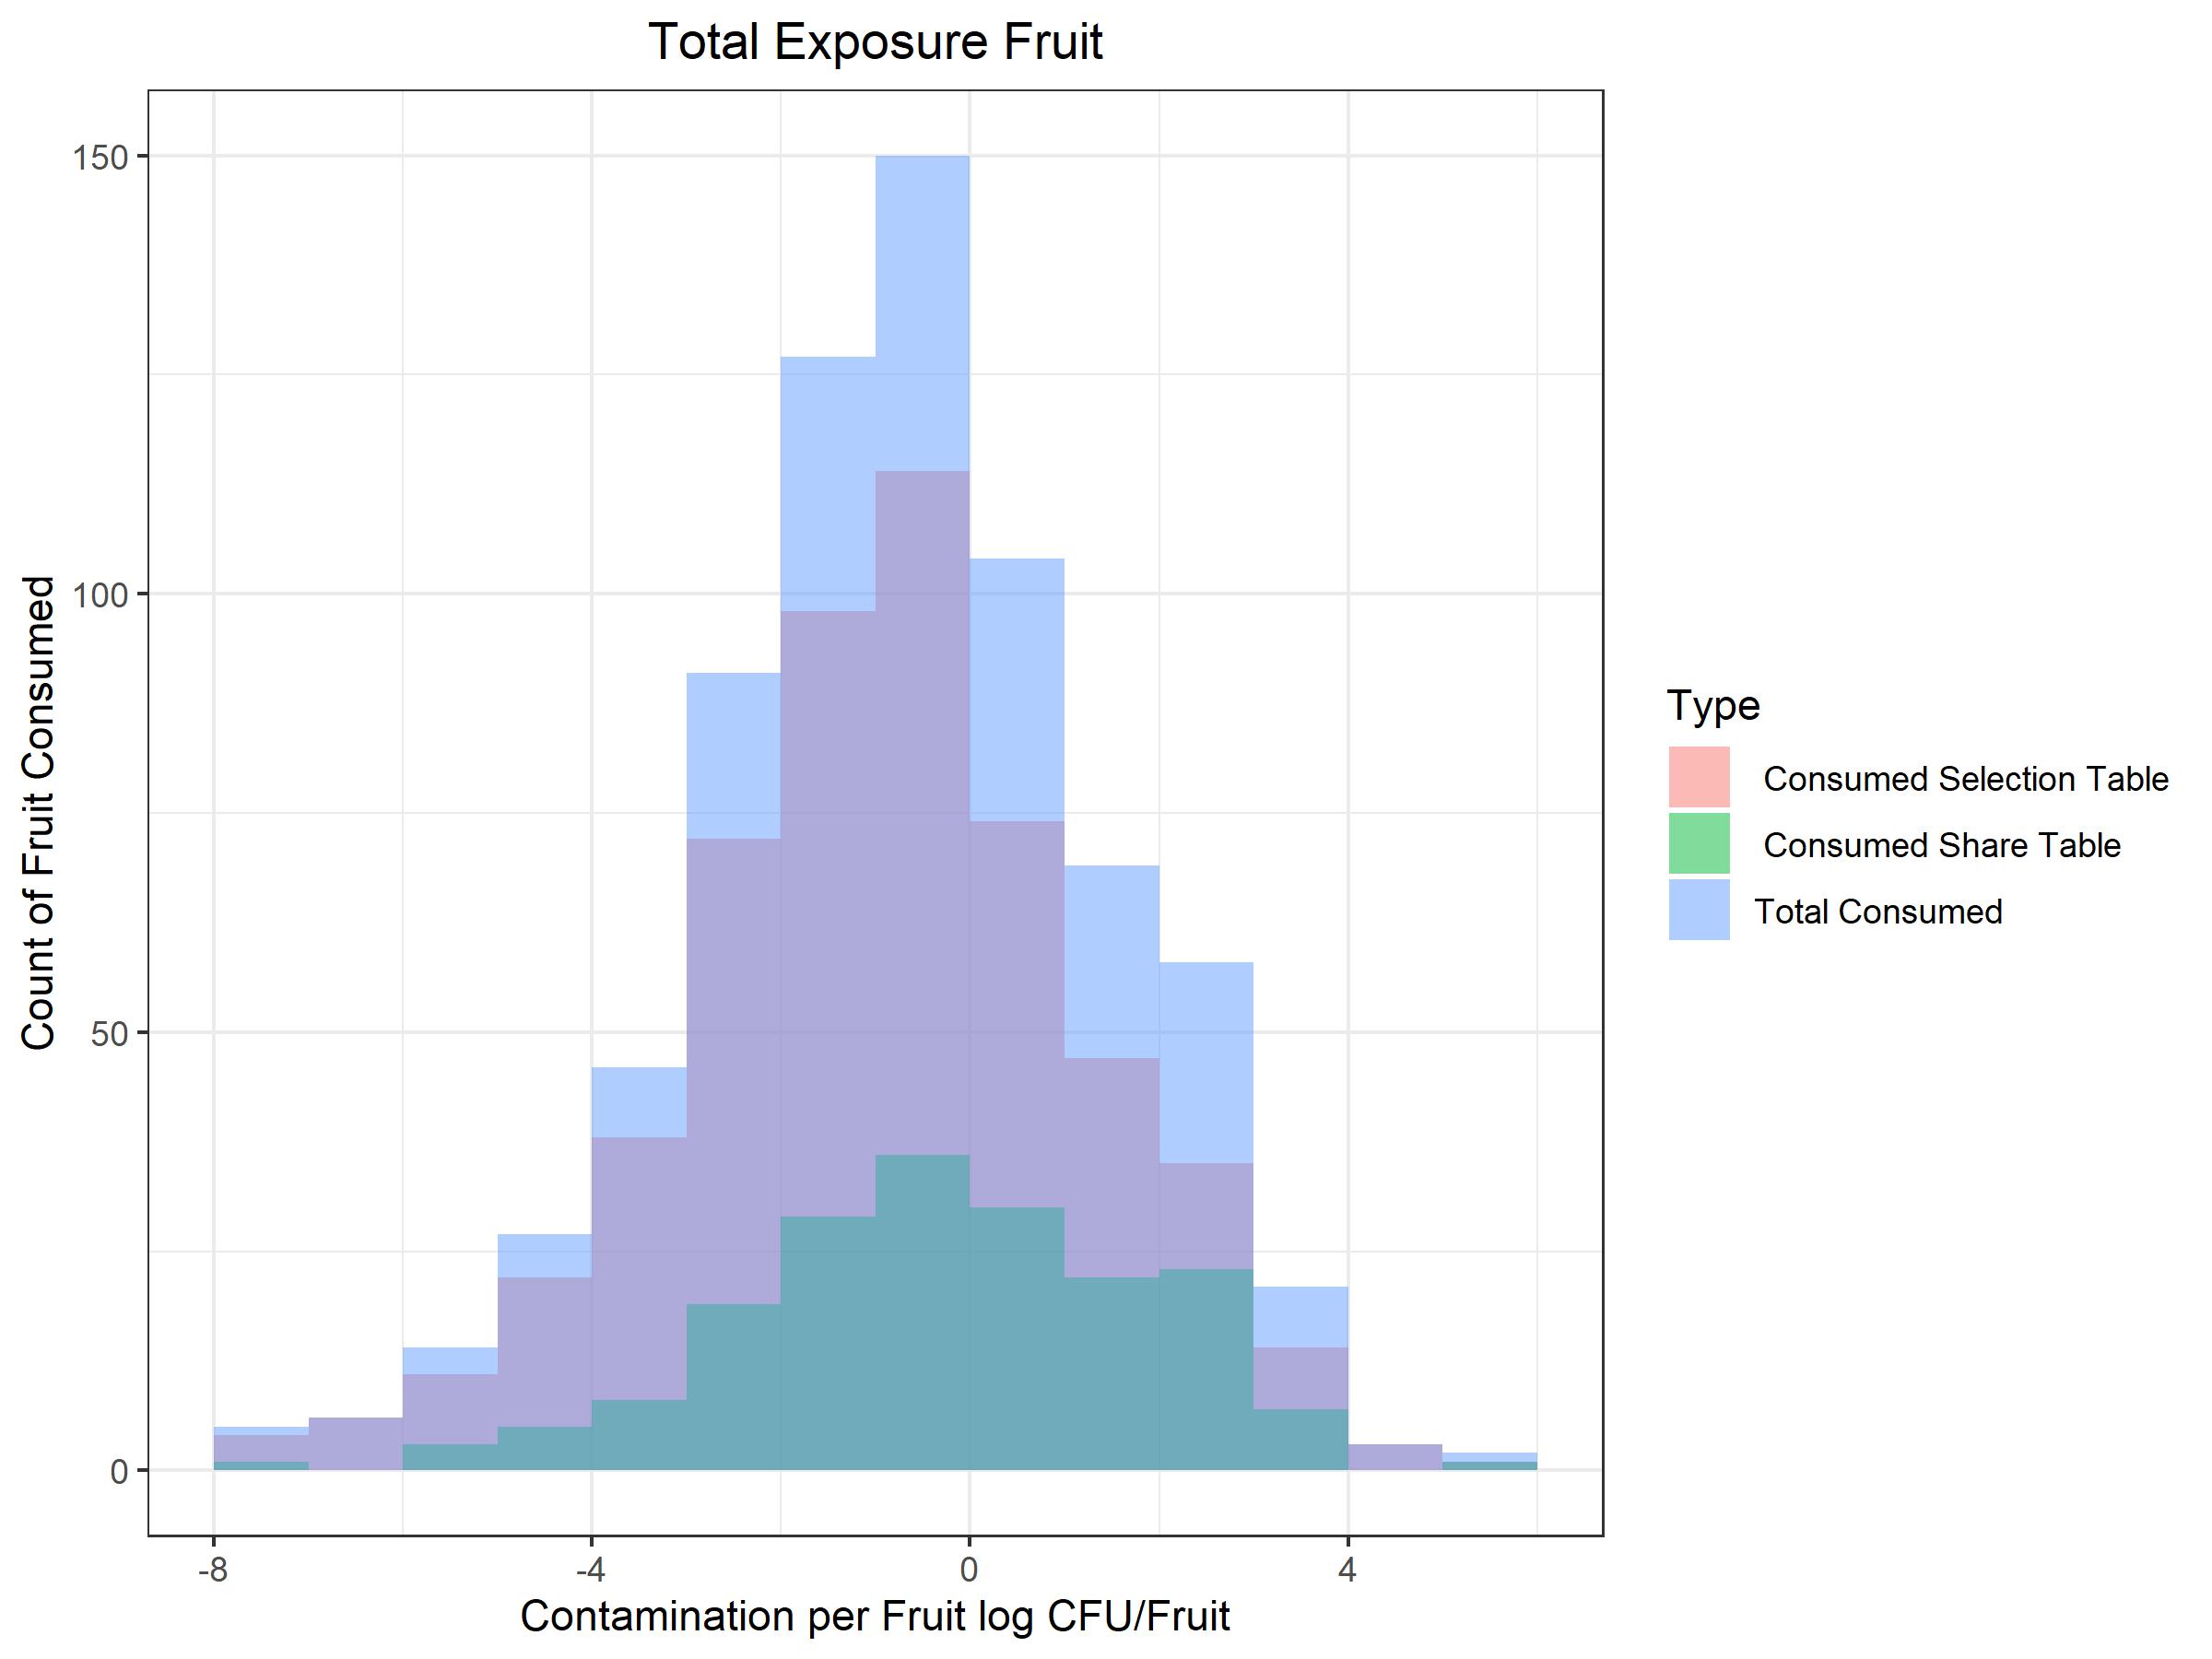 Total Exposure Fruit
150
100
50
0
Count of Fruit Consumed
-8
-4
0
4
Contamination per Fruit log CFU/Fruit
Type
Consumed Selection Table
Consumed Share Table
Total Consumed